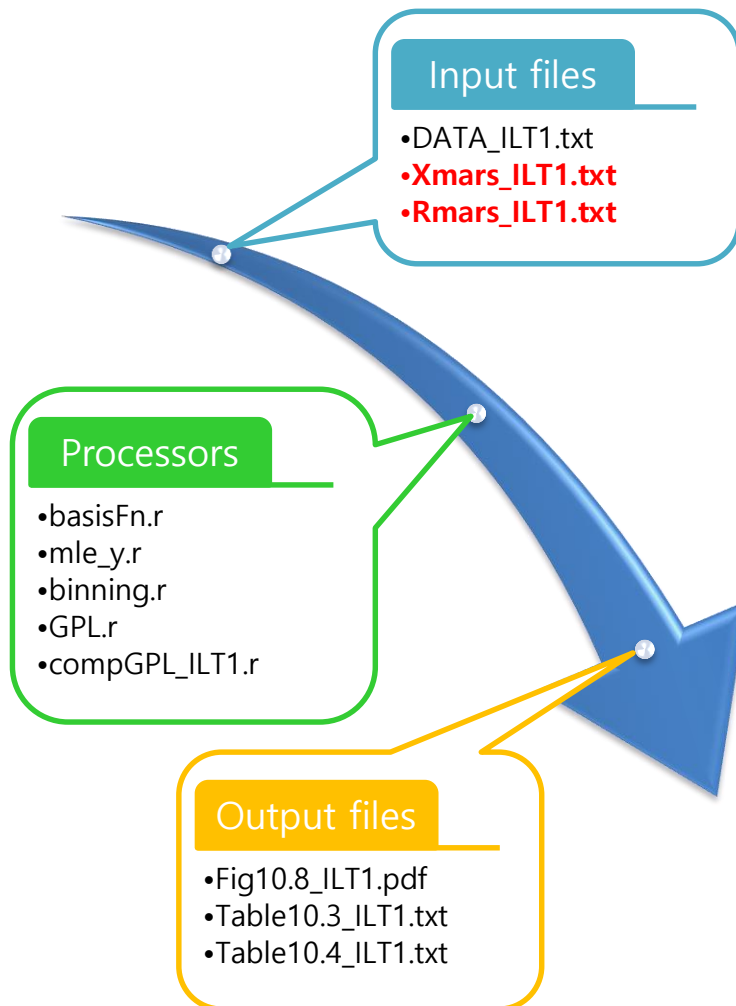 Input files
•DATA_ILT1.txt
•Xmars_ILT1.txt
•Rmars_ILT1.txt
Processors
•basisFn.r
•mle_y.r
•binning.r
•GPL.r
•compGPL_ILT1.r
Output files
•Fig10.8_ILT1.pdf
•Table10.3_ILT1.txt
•Table10.4_ILT1.txt